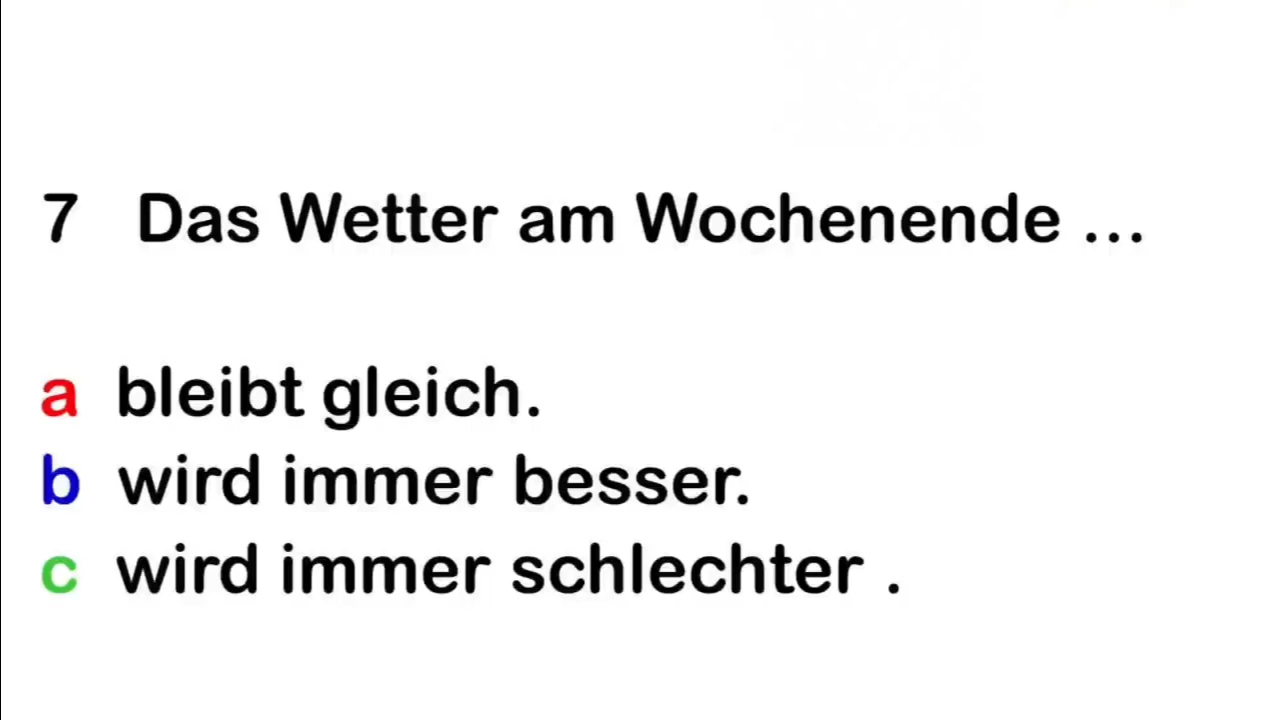 7 Das Wetter am Wochenende ...
a bleibt gleich.
b wird immer besser.
c wird immer schlechter .